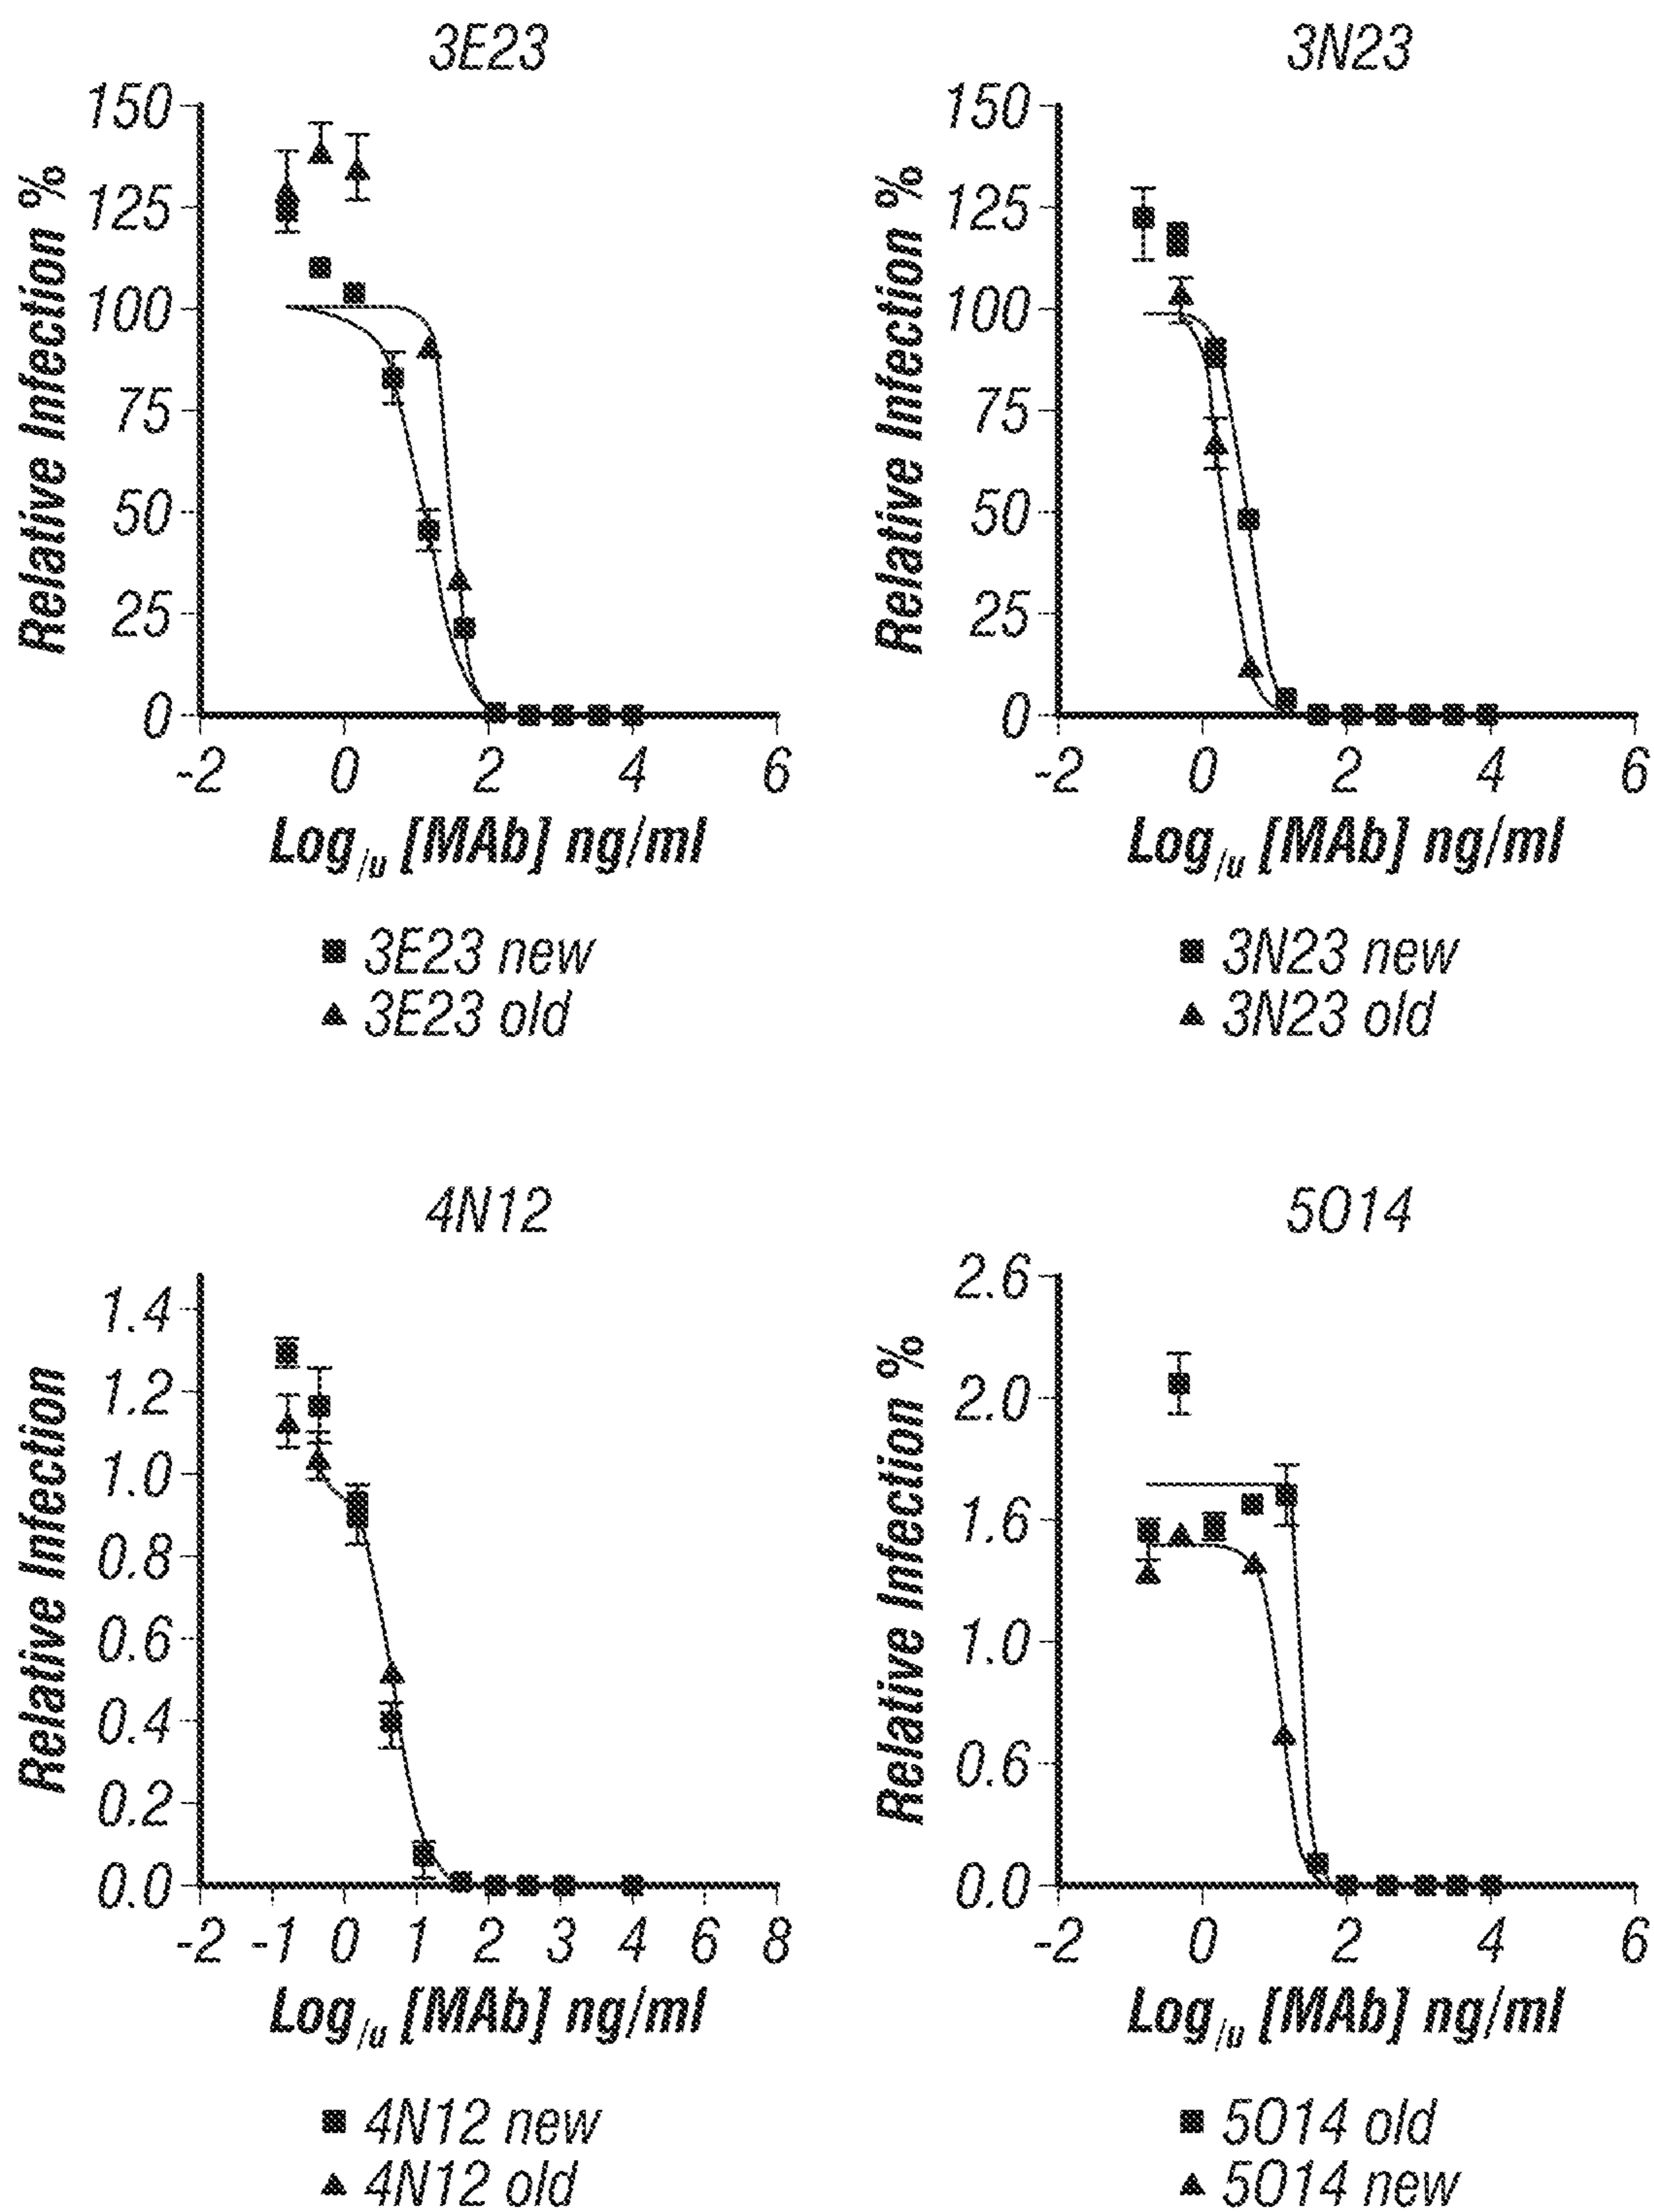 3E23
150
125
100
75
50
25
0
-2 0 2 4 6
Relative Infection %
Log/u [MAb] ng/ml
3E23 new
3E23 old
3N23
150
125
100
75
50
25
0
-2 0 2 4 6
Relative Infection %
Log/u [MAb] ng/ml
3N23 new
3N23 old
4N12
1.4
1.2
1.0
0.8
0.6
0.4
0.2
0.0
-2 -1 0 1 2 3 4 6 8
Relative Infection
Log/u [MAb] ng/ml
4N12 new
4N12 old
5O14
2.6
2.0
1.6
1.0
0.6
0.0
-2 0 2 4 6
Relative Infection %
Log/u [MAb] ng/ml
5O14 old
5O14 new